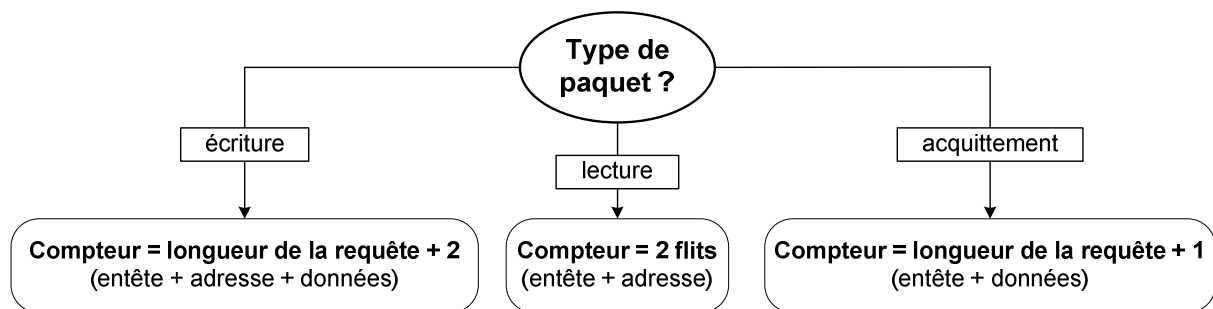 Type de
paquet ?
écriture
lecture
acquittement
Compteur = longueur de la requête + 2
(entête + adresse + données)
Compteur = 2 flits
(entête + adresse)
Compteur = longueur de la requête + 1
(entête + données)